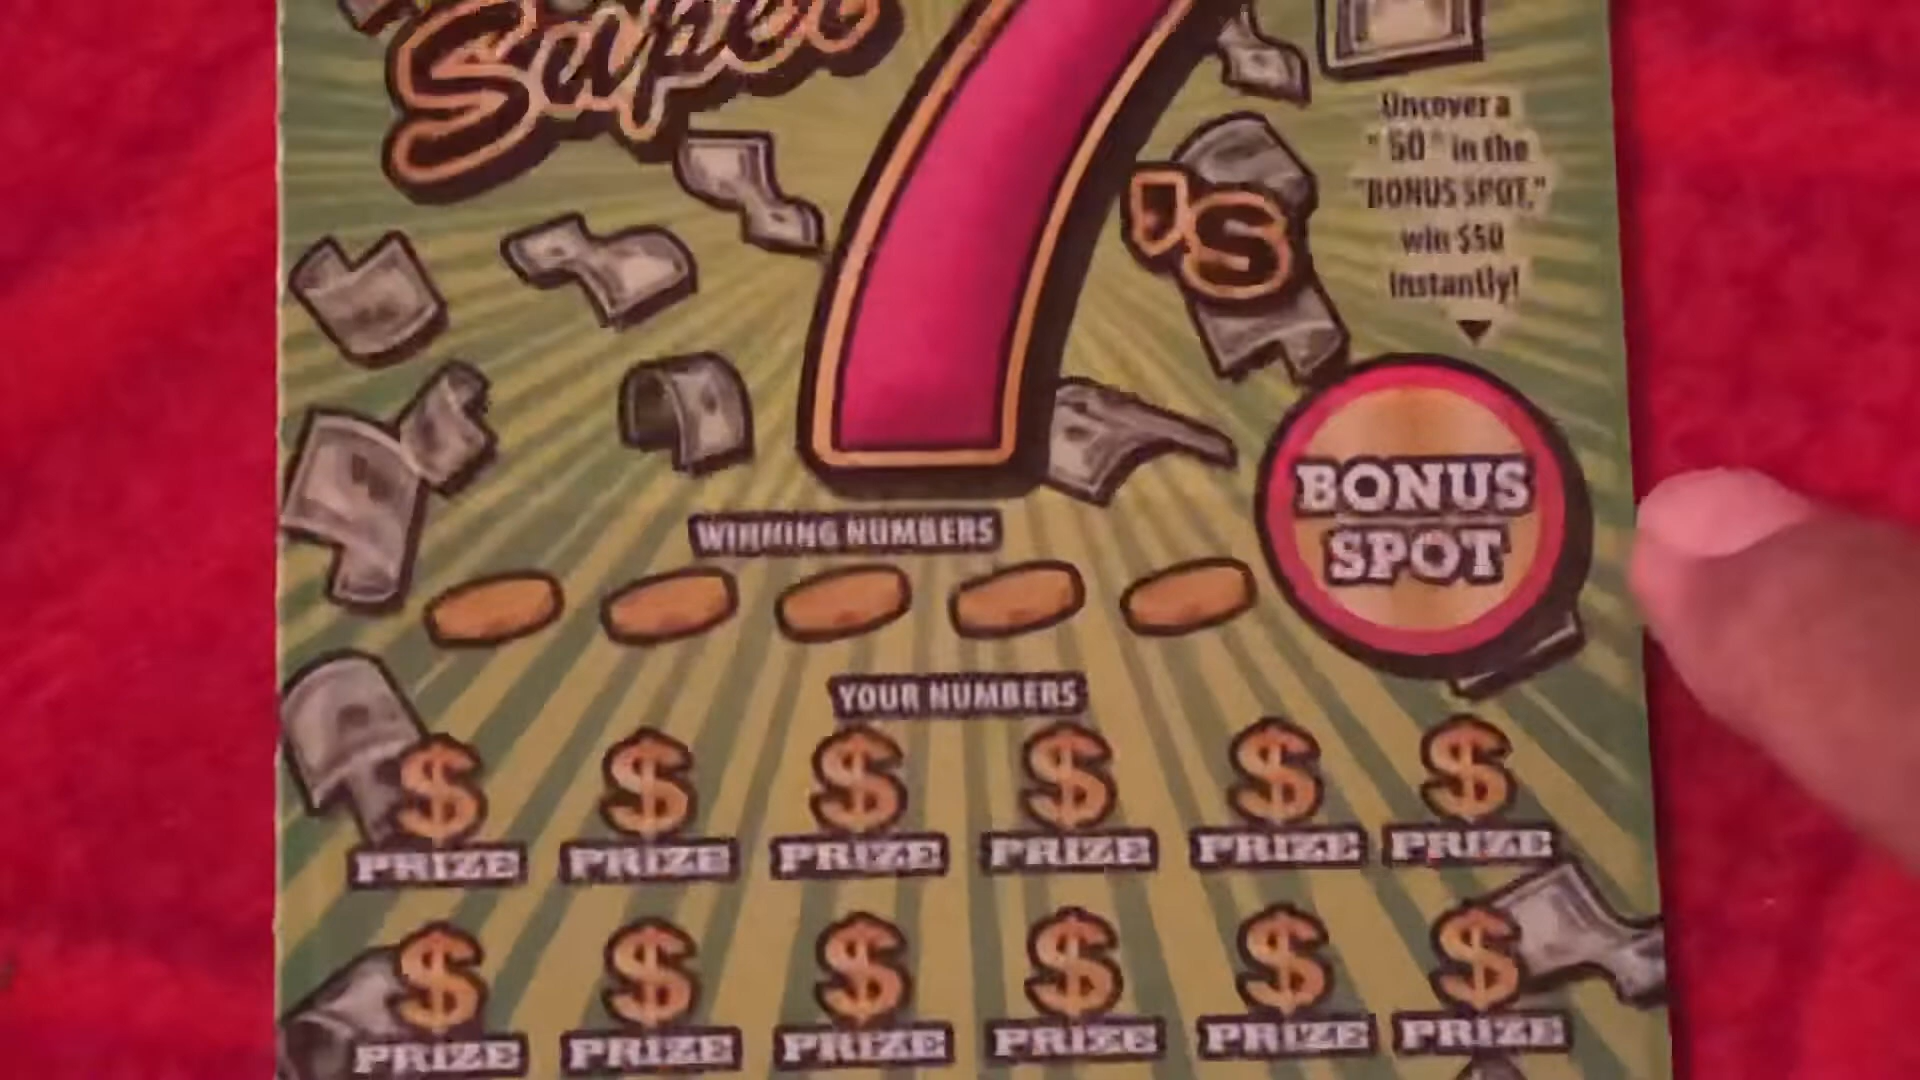 Super 7's
Uncover a
"50" in the
"BONUS SPOT,"
win $50
instantly!
BONUS
SPOT
WINNING NUMBERS
YOUR NUMBERS
$ $ $ $ $ $
PRIZE PRIZE PRIZE PRIZE PRIZE PRIZE
$ $ $ $ $ $
PRIZE PRIZE PRIZE PRIZE PRIZE PRIZE